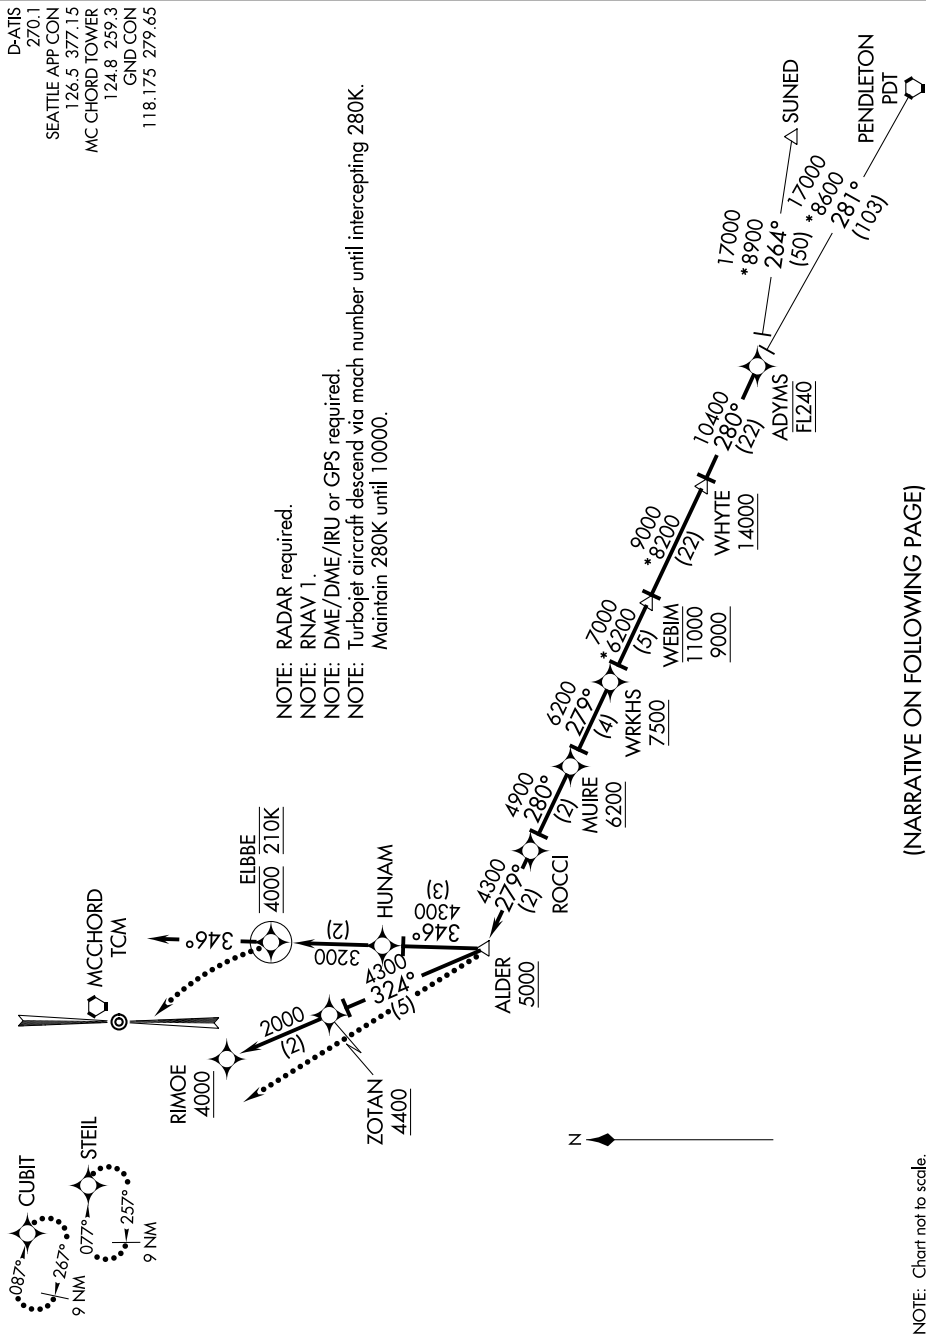 D-ATIS
270.1
SEATTLE APP CON
126.5 377.15
MC CHORD TOWER
124.8 259.3
GND CON
118.175 279.65
NOTE: RADAR required.
NOTE: RNAV 1.
NOTE: DME/DME/IRU or GPS required.
NOTE: Turbojet aircraft descend via mach number until intercepting 280K.
Maintain 280K until 10000.
SUNED
17000
*8900
264°
(50)
PENDLETON
PDT
17000
*8600
281°
(103)
ADYMS
FL240
10400
280°
(22)
WHYTE
14000
9000
*8200
(22)
WEBIM
11000
9000
7000
*6200
(5)
WRKHS
7500
6200
279°
(4)
MUIRE
6200
4900
280°
(2)
ROCCI
4300
279°
(2)
ALDER
5000
346°
4300
(3)
HUNAM
3200
(2)
ELBBE
4000 210K
346°
MCCHORD
TCM
4300
324°
(5)
ZOTAN
4400
2000
(2)
RIMOE
4000
CUBIT
087°
267°
9 NM
STEIL
077°
257°
9 NM
N
(NARRATIVE ON FOLLOWING PAGE)
NOTE: Chart not to scale.